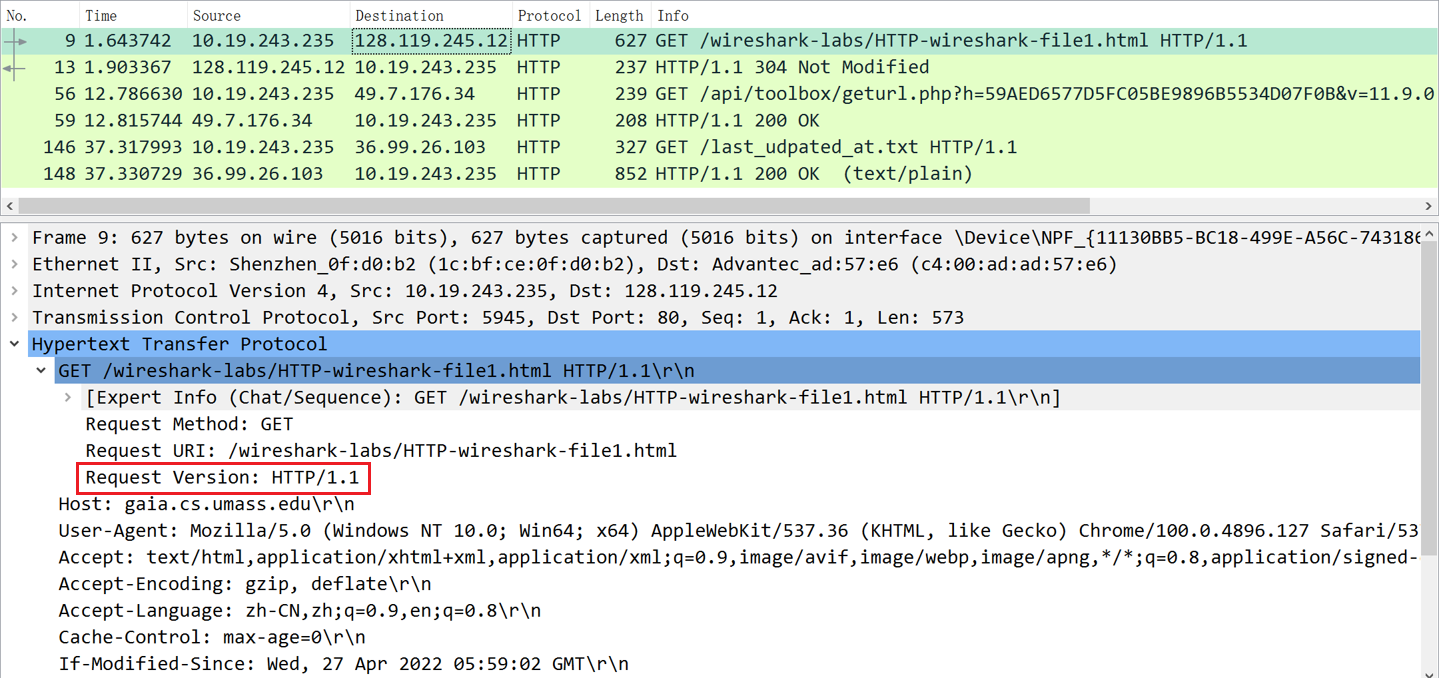 No. Time Source Destination Protocol Length Info
9 1.643742 10.19.243.235 128.119.245.12 HTTP 627 GET /wireshark-labs/HTTP-wireshark-file1.html HTTP/1.1
13 1.903367 128.119.245.12 10.19.243.235 HTTP 237 HTTP/1.1 304 Not Modified
56 12.786630 10.19.243.235 49.7.176.34 HTTP 239 GET /api/toolbox/geturl.php?h=59AED6577D5FC05BE9896B5534D07F0B&v=11.9.0
59 12.815744 49.7.176.34 10.19.243.235 HTTP 208 HTTP/1.1 200 OK
146 37.317993 10.19.243.235 36.99.26.103 HTTP 327 GET /last_udpated_at.txt HTTP/1.1
148 37.330729 36.99.26.103 10.19.243.235 HTTP 852 HTTP/1.1 200 OK (text/plain)
Frame 9: 627 bytes on wire (5016 bits), 627 bytes captured (5016 bits) on interface \Device\NPF_{11130BB5-BC18-499E-A56C-743186
Ethernet II, Src: Shenzhen_0f:d0:b2 (1c:bf:ce:0f:d0:b2), Dst: Advantec_ad:57:e6 (c4:00:ad:ad:57:e6)
Internet Protocol Version 4, Src: 10.19.243.235, Dst: 128.119.245.12
Transmission Control Protocol, Src Port: 5945, Dst Port: 80, Seq: 1, Ack: 1, Len: 573
Hypertext Transfer Protocol
GET /wireshark-labs/HTTP-wireshark-file1.html HTTP/1.1\r\n
[Expert Info (Chat/Sequence): GET /wireshark-labs/HTTP-wireshark-file1.html HTTP/1.1\r\n]
Request Method: GET
Request URI: /wireshark-labs/HTTP-wireshark-file1.html
Request Version: HTTP/1.1
Host: gaia.cs.umass.edu\r\n
User-Agent: Mozilla/5.0 (Windows NT 10.0; Win64; x64) AppleWebKit/537.36 (KHTML, like Gecko) Chrome/100.0.4896.127 Safari/53
Accept: text/html,application/xhtml+xml,application/xml;q=0.9,image/avif,image/webp,image/apng,*/*;q=0.8,application/signed-
Accept-Encoding: gzip, deflate\r\n
Accept-Language: zh-CN,zh;q=0.9,en;q=0.8\r\n
Cache-Control: max-age=0\r\n
If-Modified-Since: Wed, 27 Apr 2022 05:59:02 GMT\r\n